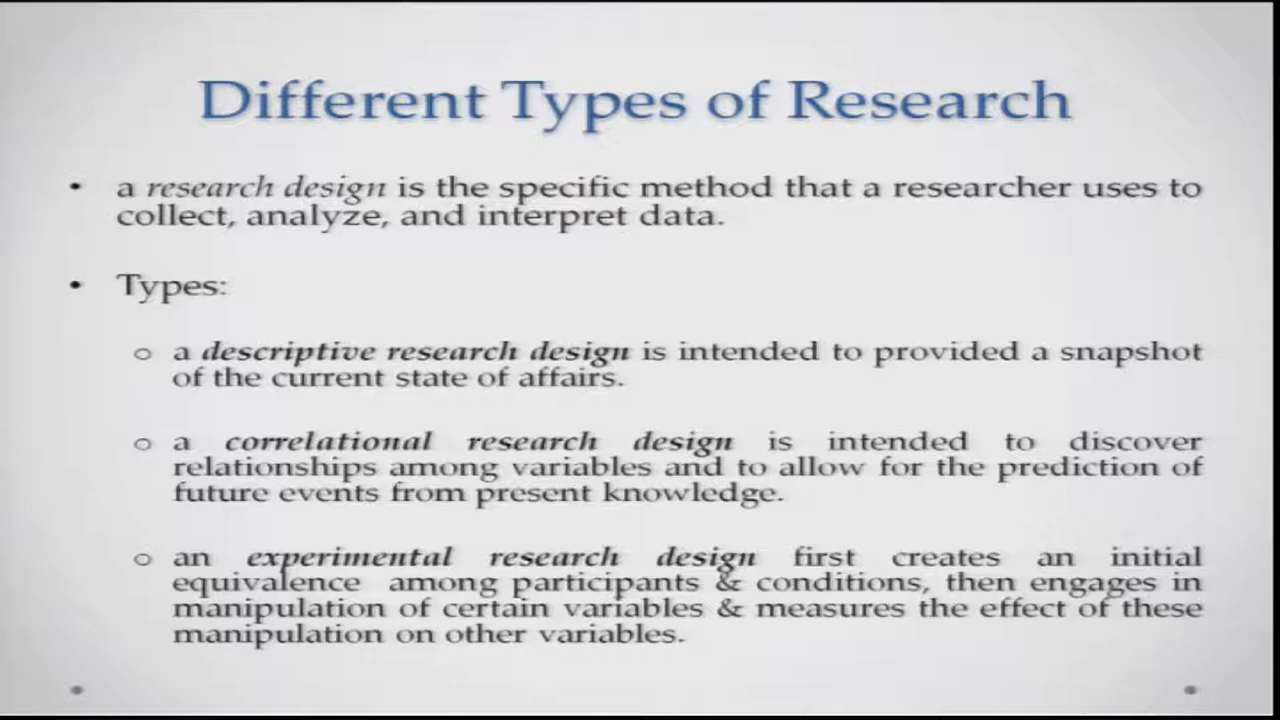 Different Types of Research
• a research design is the specific method that a researcher uses to
collect, analyze, and interpret data.
• Types:
o a descriptive research design is intended to provided a snapshot
of the current state of affairs.
o a correlational research design is intended to discover
relationships among variables and to allow for the prediction of
future events from present knowledge.
o an experimental research design first creates an initial
equivalence among participants & conditions, then engages in
manipulation of certain variables & measures the effect of these
manipulation on other variables.